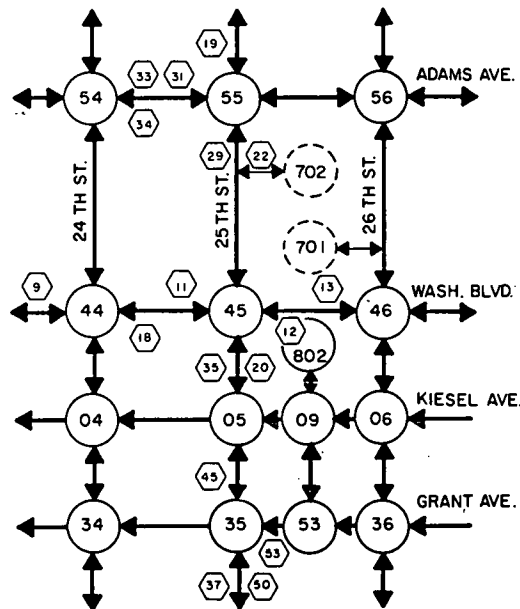 19
33 31
54 55 56 ADAMS AVE.
34
29 22 702
24 TH ST. 25 TH ST. 26 TH ST.
701
9 11 13
44 45 46 WASH. BLVD.
18 12
35 20 802
KIESEL AVE.
04 05 09 06
45
GRANT AVE.
34 35 53 36
53
37 50